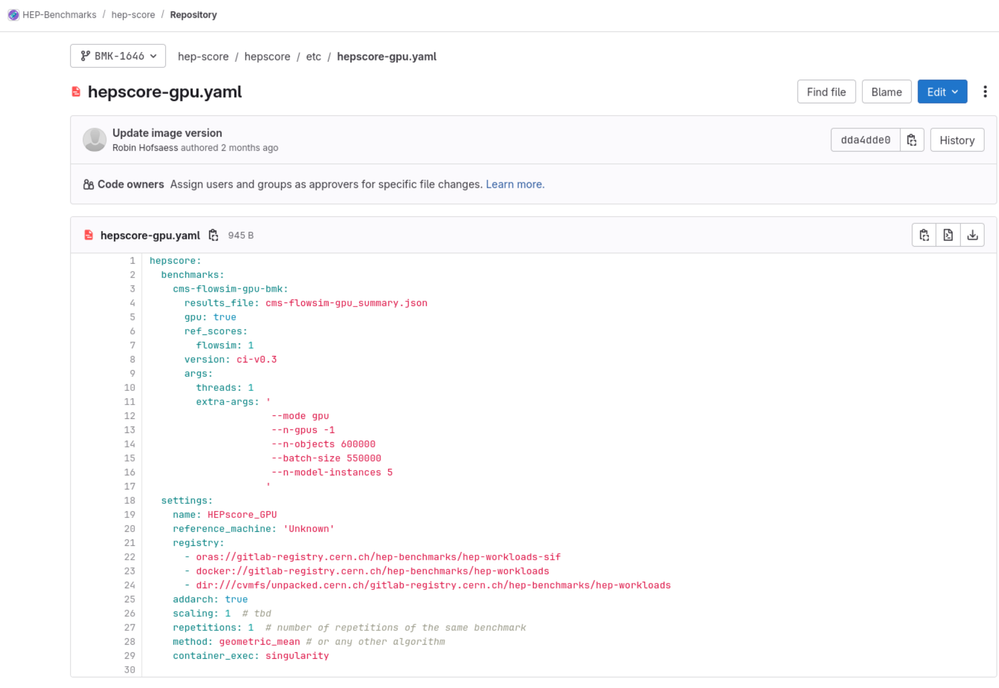 HEP-Benchmarks / hep-score / Repository
BMK-1646 hep-score / hepscore / etc / hepscore-gpu.yaml
hepscore-gpu.yaml Find file Blame Edit
Update image version
Robin Hofsaess authored 2 months ago
dda4dde0 History
Code owners Assign users and groups as approvers for specific file changes. Learn more.
hepscore-gpu.yaml 945 B
1 hepscore:
2   benchmarks:
3     cms-flowsim-gpu-bmk:
4       results_file: cms-flowsim-gpu_summary.json
5       gpu: true
6       ref_scores:
7         flowsim: 1
8       version: ci-v0.3
9       args:
10         threads: 1
11         extra-args: '
12                      --mode gpu
13                      --n-gpus -1
14                      --n-objects 600000
15                      --batch-size 550000
16                      --n-model-instances 5
17                     '
18   settings:
19     name: HEPscore_GPU
20     reference_machine: 'Unknown'
21     registry:
22       - oras://gitlab-registry.cern.ch/hep-benchmarks/hep-workloads-sif
23       - docker://gitlab-registry.cern.ch/hep-benchmarks/hep-workloads
24       - dir:///cvmfs/unpacked.cern.ch/gitlab-registry.cern.ch/hep-benchmarks/hep-workloads
25     addarch: true
26     scaling: 1  # tbd
27     repetitions: 1  # number of repetitions of the same benchmark
28     method: geometric_mean # or any other algorithm
29     container_exec: singularity
30